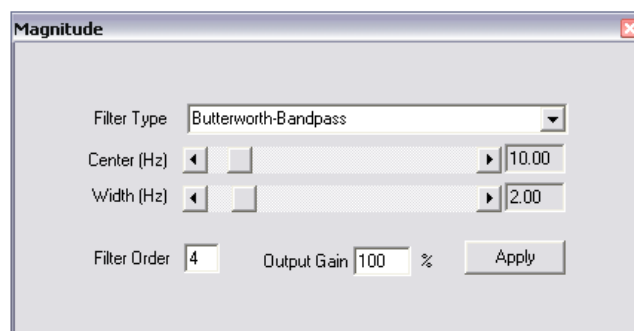 Magnitude
Filter Type Butterworth-Bandpass
Center (Hz) 10.00
Width (Hz) 2.00
Filter Order 4 Output Gain 100 % Apply